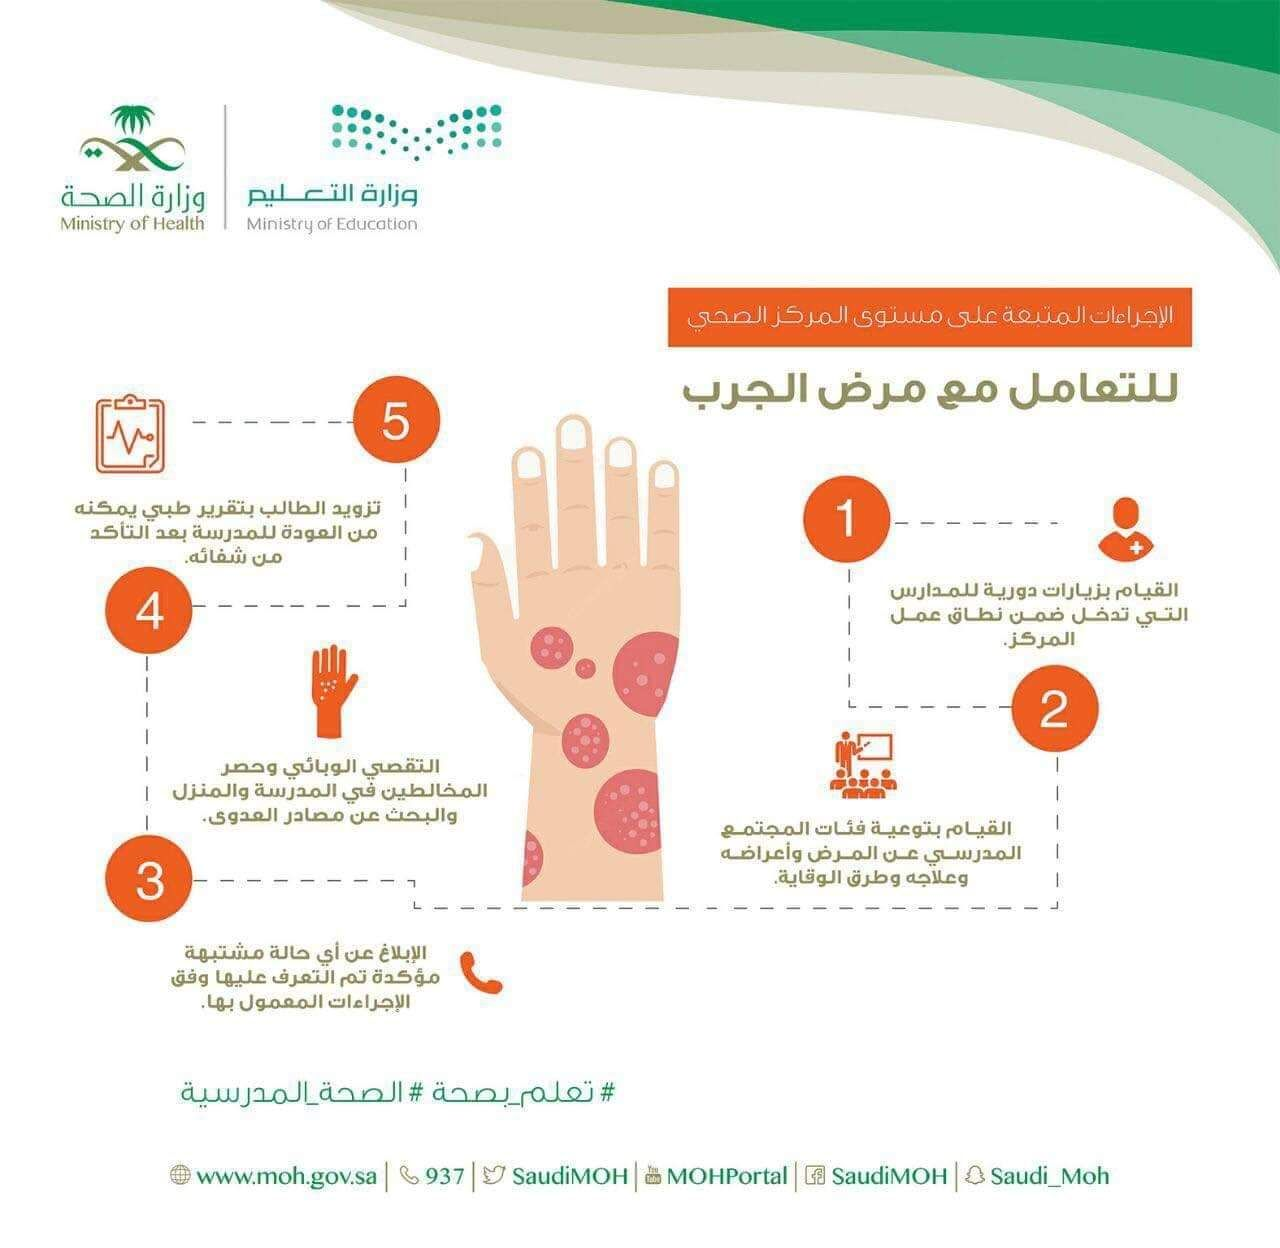 وزارة الصحة
Ministry of Health
وزارة التعليم
Ministry of Education
الإجراءات المتبعة على مستوى المركز الصحي
للتعامل مع مرض الجرب
1
القيام بزيارات دورية للمدارس
التي تدخل ضمن نطاق عمل
المركز.
2
القيام بتوعية فئات المجتمع
المدرسي عن المرض وأعراضه
وعلاجه وطرق الوقاية.
3
الإبلاغ عن أي حالة مشتبهة
مؤكدة تم التعرف عليها وفق
الإجراءات المعمول بها.
4
التقصي الوبائي وحصر
المخالطين في المدرسة والمنزل
والبحث عن مصادر العدوى.
5
تزويد الطالب بتقرير طبي يمكنه
من العودة للمدرسة بعد التأكد
من شفائه.
#تعلم_بصحة #الصحة_المدرسية
www.moh.gov.sa | 937 | SaudiMOH | You Tube MOHPortal | SaudiMOH | Saudi_Moh